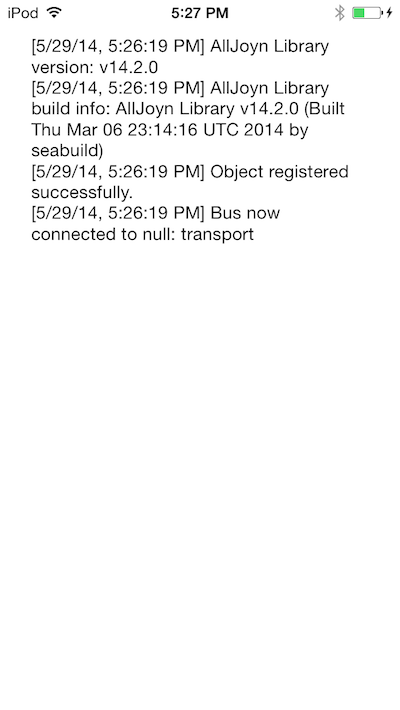 iPod 5:27 PM
[5/29/14, 5:26:19 PM] AllJoyn Library
version: v14.2.0
[5/29/14, 5:26:19 PM] AllJoyn Library
build info: AllJoyn Library v14.2.0 (Built
Thu Mar 06 23:14:16 UTC 2014 by
seabuild)
[5/29/14, 5:26:19 PM] Object registered
successfully.
[5/29/14, 5:26:19 PM] Bus now
connected to null: transport